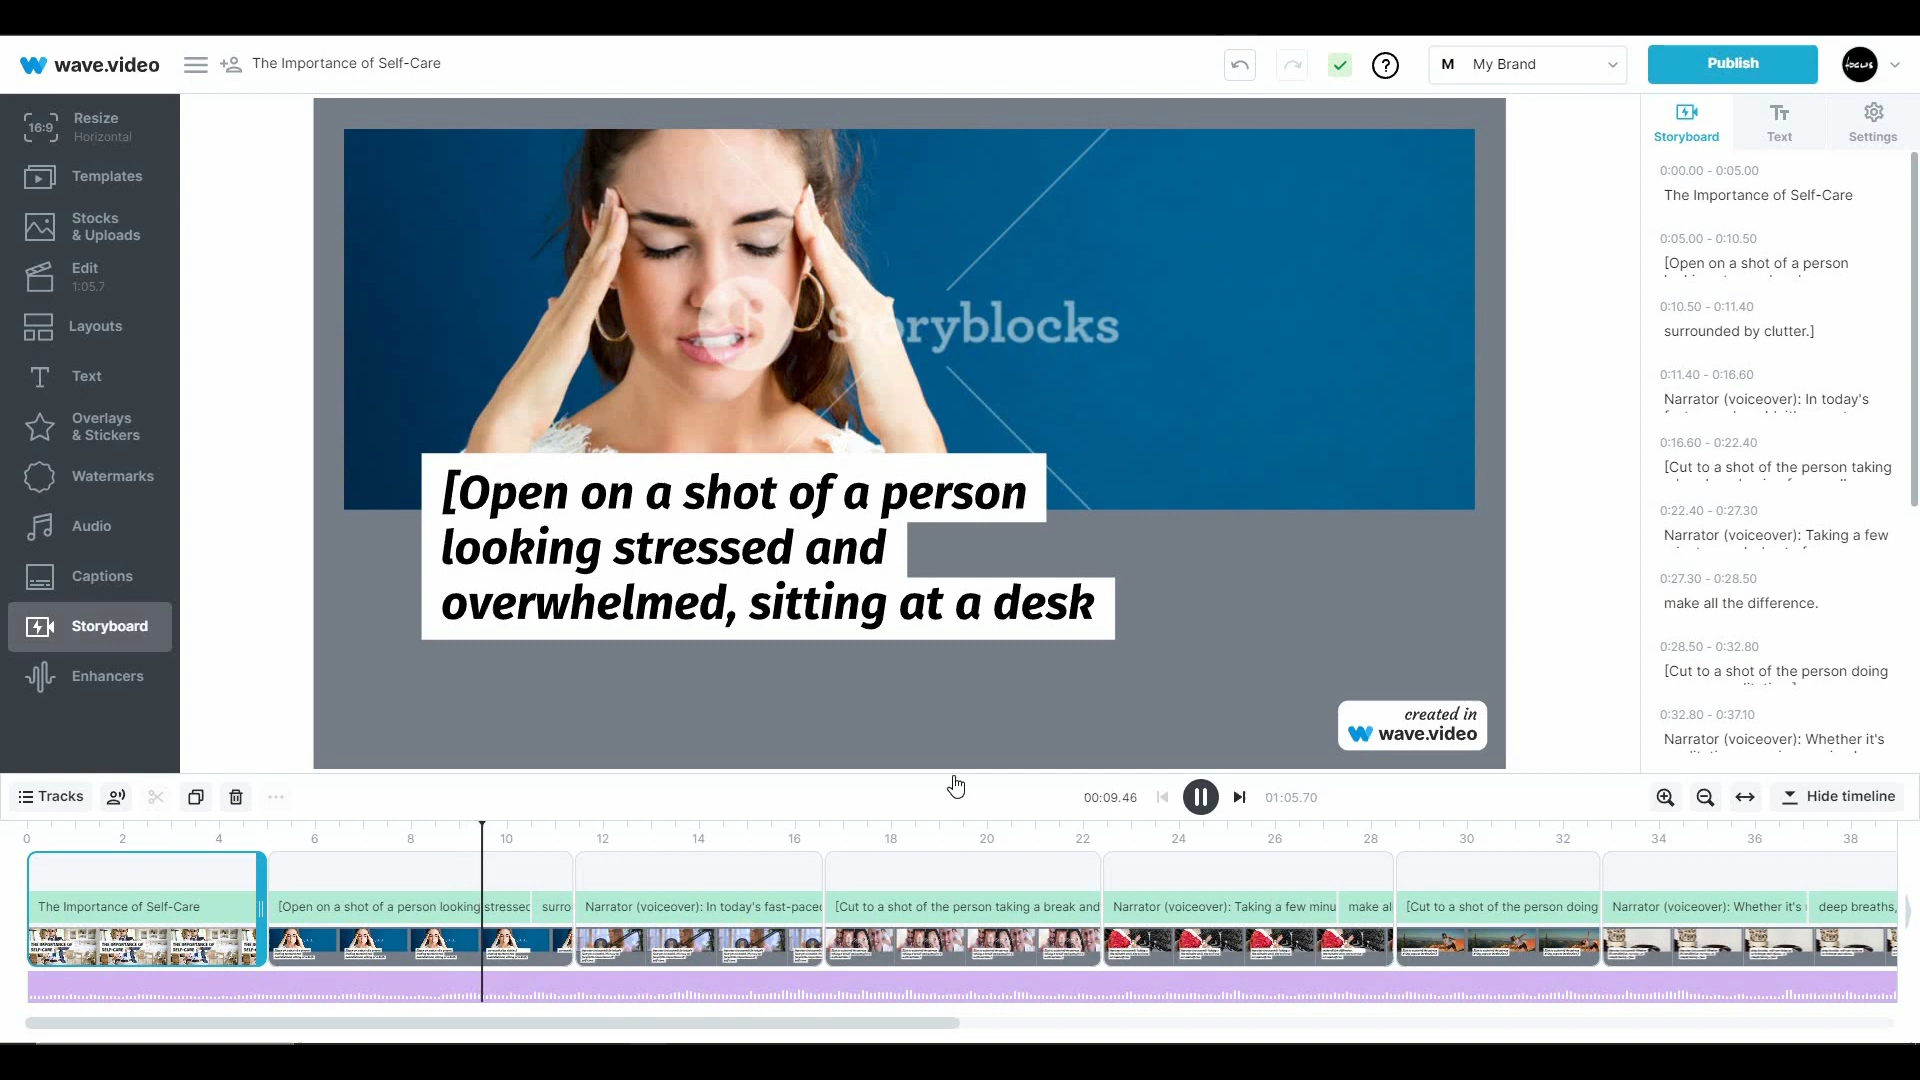 wave.video
The Importance of Self-Care
M My Brand
Publish
focus
16:9
Resize
Horizontal
Templates
Stocks
& Uploads
Edit
1:05.7
Layouts
Text
Overlays
& Stickers
Watermarks
Audio
Captions
Storyboard
Enhancers
Storyblocks
[Open on a shot of a person
looking stressed and
overwhelmed, sitting at a desk
created in
wave.video
Storyboard
Text
Settings
0:00.00 - 0:05.00
The Importance of Self-Care
0:05.00 - 0:10.50
[Open on a shot of a person
0:10.50 - 0:11.40
surrounded by clutter.]
0:11.40 - 0:16.60
Narrator (voiceover): In today's
0:16.60 - 0:22.40
[Cut to a shot of the person taking
0:22.40 - 0:27.30
Narrator (voiceover): Taking a few
0:27.30 - 0:28.50
make all the difference.
0:28.50 - 0:32.80
[Cut to a shot of the person doing
0:32.80 - 0:37.10
Narrator (voiceover): Whether it's
Tracks
00:09.46
01:05.70
Hide timeline
0 2 4 6 8 10 12 14 16 18 20 22 24 26 28 30 32 34 36 38
The Importance of Self-Care
[Open on a shot of a person looking stressed
surro
Narrator (voiceover): In today's fast-paced
[Cut to a shot of the person taking a break and
Narrator (voiceover): Taking a few minu
make al
[Cut to a shot of the person doing
Narrator (voiceover): Whether it's
deep breaths,